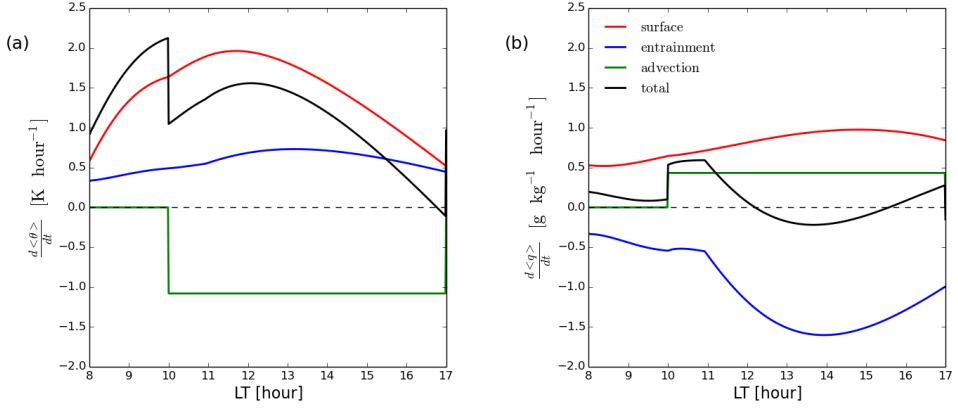 (a)
2.5
2.0
1.5
1.0
0.5
0.0
−0.5
−1.0
−1.5
−2.0
d<θ>/dt [K hour⁻¹]
8 9 10 11 12 13 14 15 16 17
LT [hour]
(b)
2.5
2.0
1.5
1.0
0.5
0.0
−0.5
−1.0
−1.5
−2.0
d<q>/dt [g kg⁻¹ hour⁻¹]
surface
entrainment
advection
total
8 9 10 11 12 13 14 15 16 17
LT [hour]